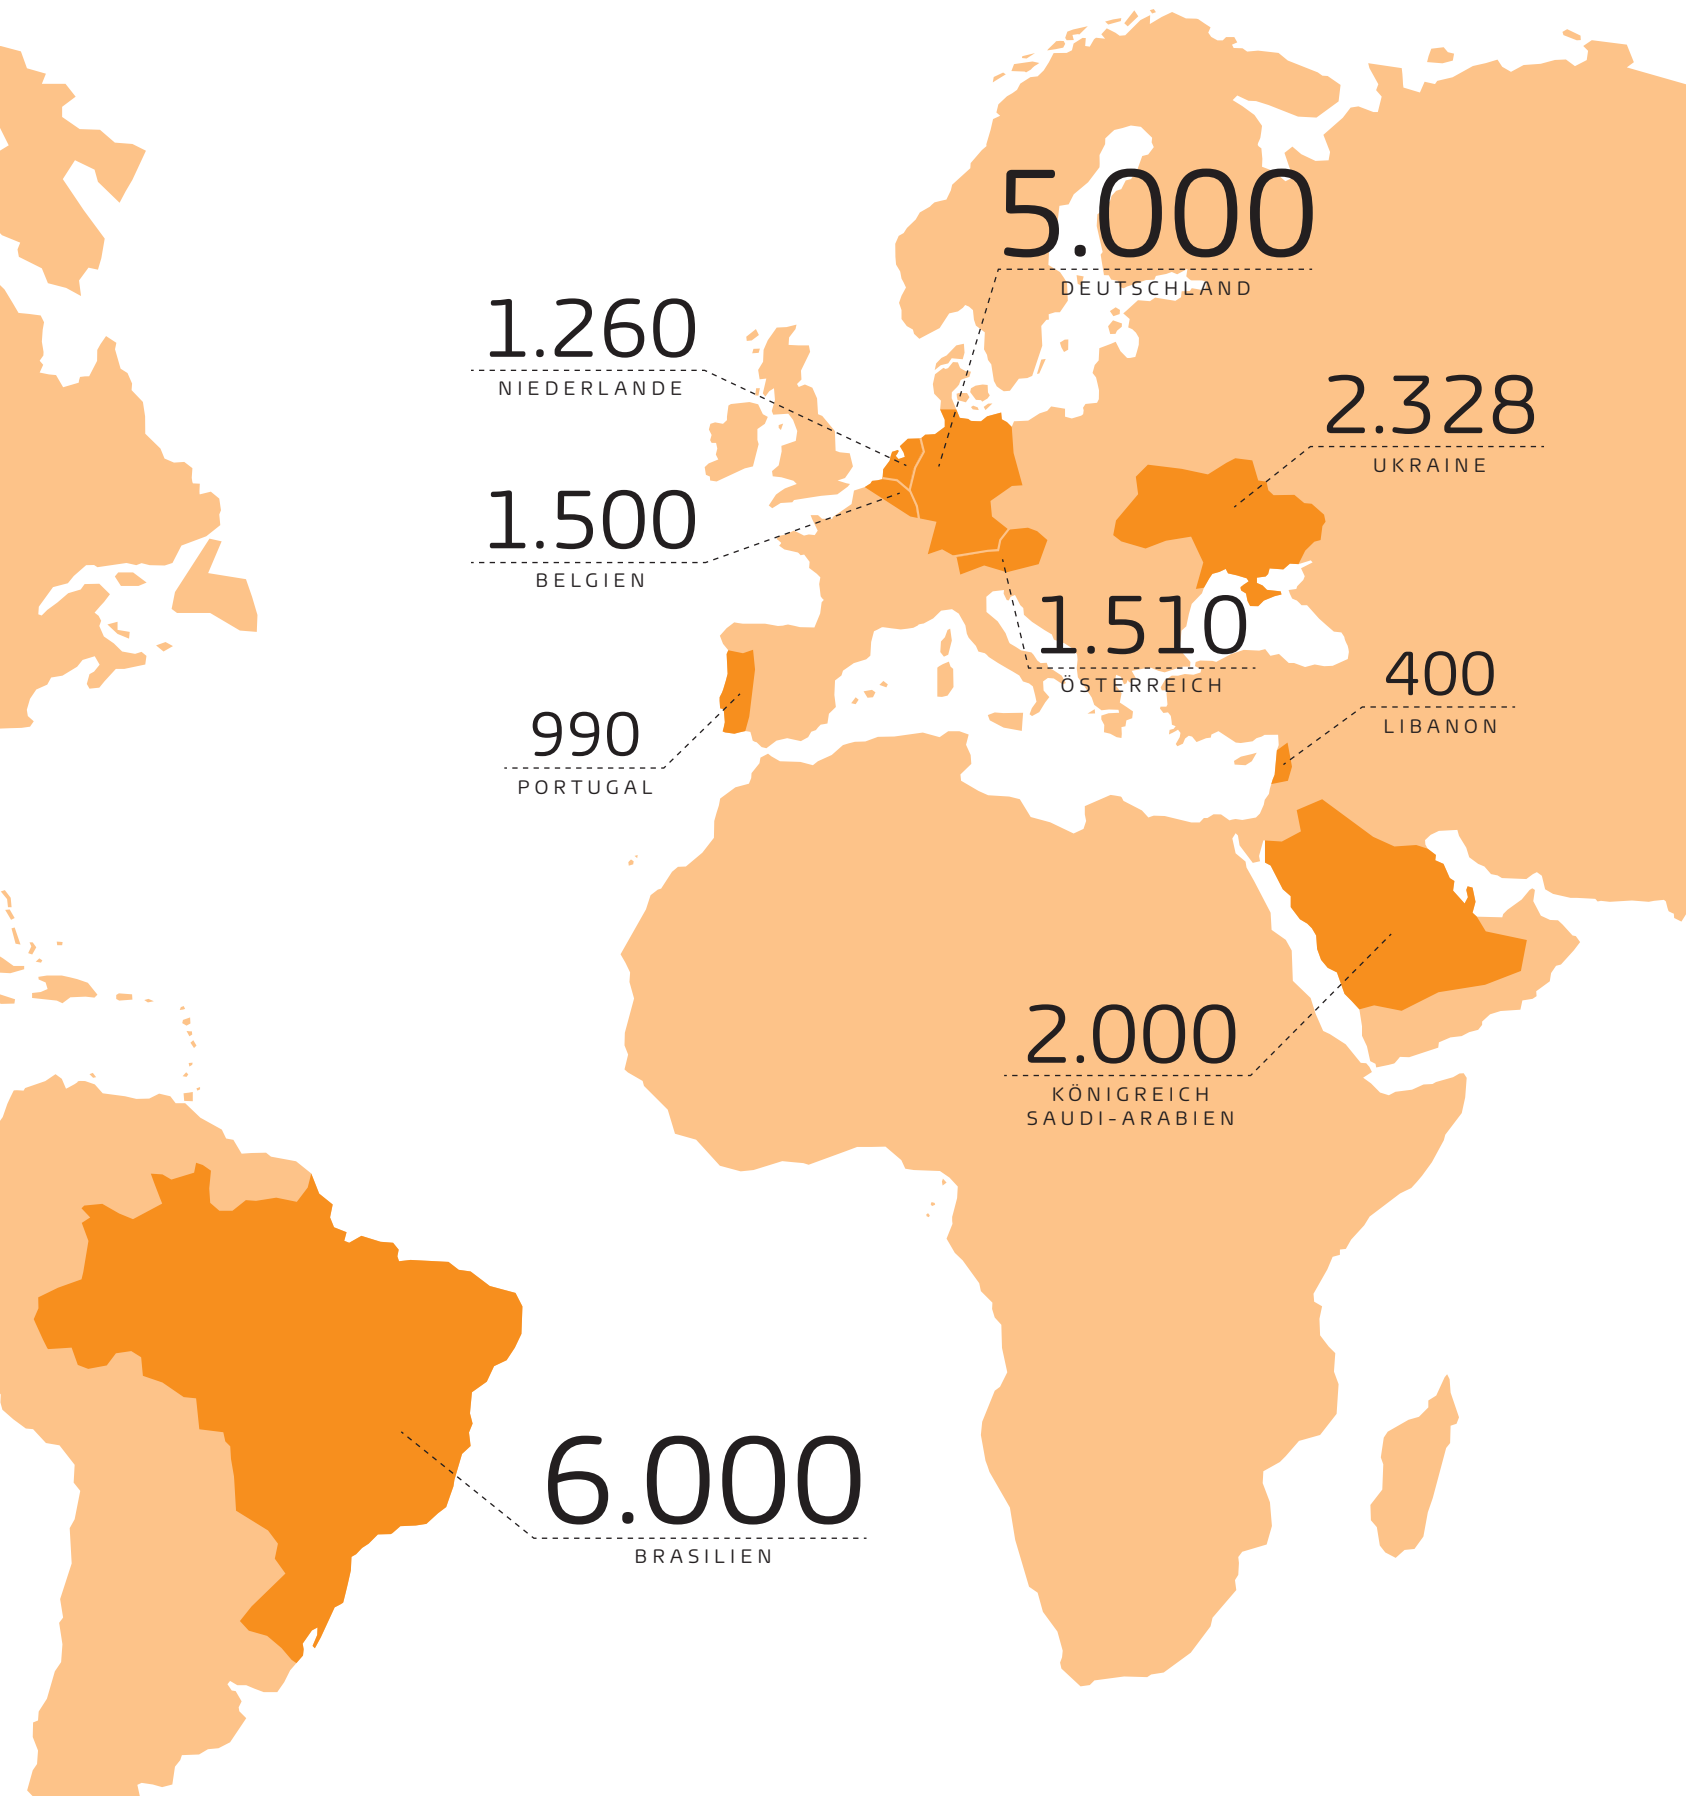 5.000
DEUTSCHLAND
1.260
NIEDERLANDE
2.328
UKRAINE
1.500
BELGIEN
1.510
ÖSTERREICH
400
LIBANON
990
PORTUGAL
2.000
KÖNIGREICH
SAUDI-ARABIEN
6.000
BRASILIEN